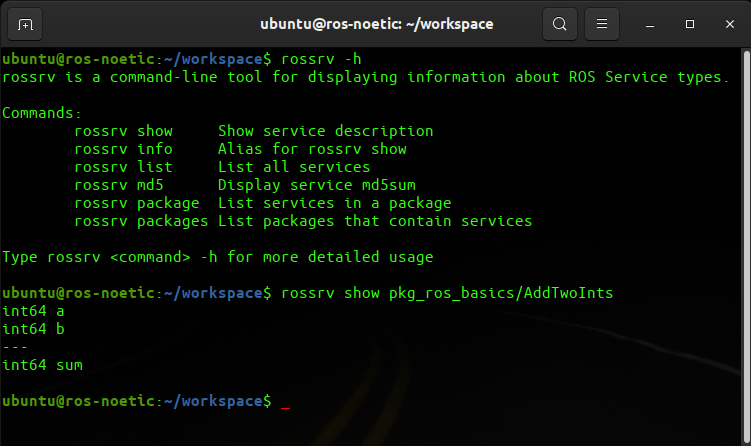 ubuntu@ros-noetic: ~/workspace
ubuntu@ros-noetic:~/workspace$ rossrv -h
rossrv is a command-line tool for displaying information about ROS Service types.
Commands:
rossrv show     Show service description
rossrv info     Alias for rossrv show
rossrv list     List all services
rossrv md5      Display service md5sum
rossrv package  List services in a package
rossrv packages List packages that contain services
Type rossrv <command> -h for more detailed usage
ubuntu@ros-noetic:~/workspace$ rossrv show pkg_ros_basics/AddTwoInts
int64 a
int64 b
---
int64 sum
ubuntu@ros-noetic:~/workspace$ _